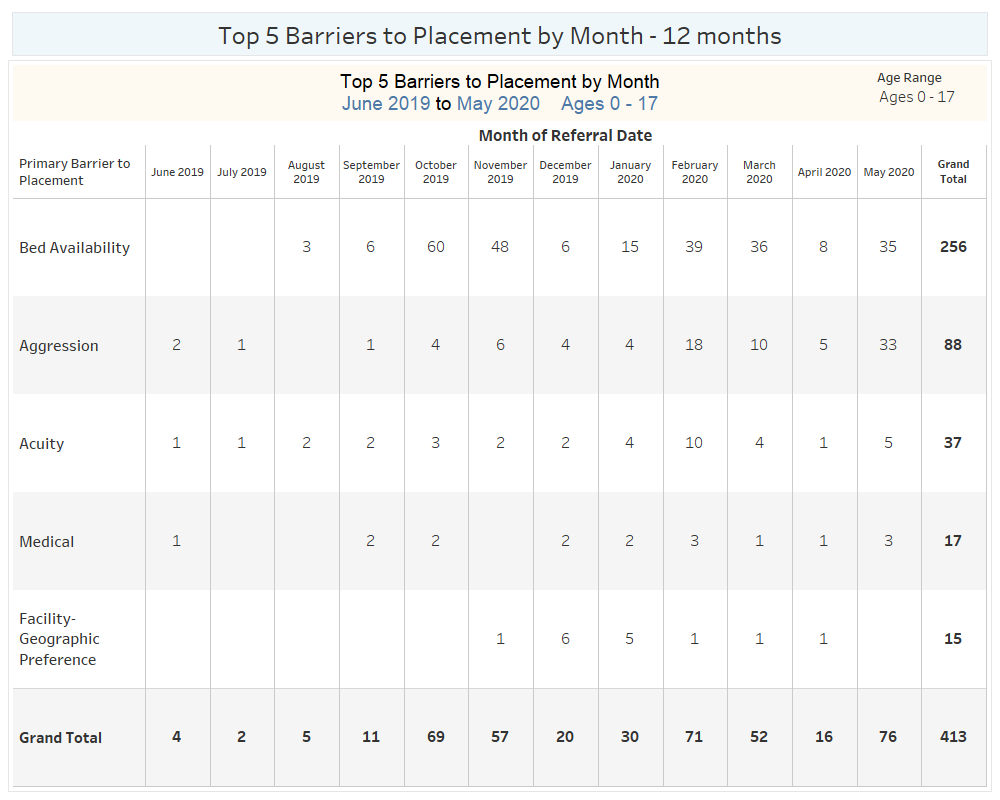 Top 5 Barriers to Placement by Month - 12 months
Top 5 Barriers to Placement by Month
June 2019 to May 2020 Ages 0 - 17
Age Range
Ages 0 - 17
Month of Referral Date
Primary Barrier to Placement June 2019 July 2019 August 2019 September 2019 October 2019 November 2019 December 2019 January 2020 February 2020 March 2020 April 2020 May 2020 Grand Total
Bed Availability 3 6 60 48 6 15 39 36 8 35 256
Aggression 2 1 1 4 6 4 4 18 10 5 33 88
Acuity 1 1 2 2 3 2 2 4 10 4 1 5 37
Medical 1 2 2 2 2 3 1 1 3 17
Facility-
Geographic
Preference 1 6 5 1 1 1 15
Grand Total 4 2 5 11 69 57 20 30 71 52 16 76 413